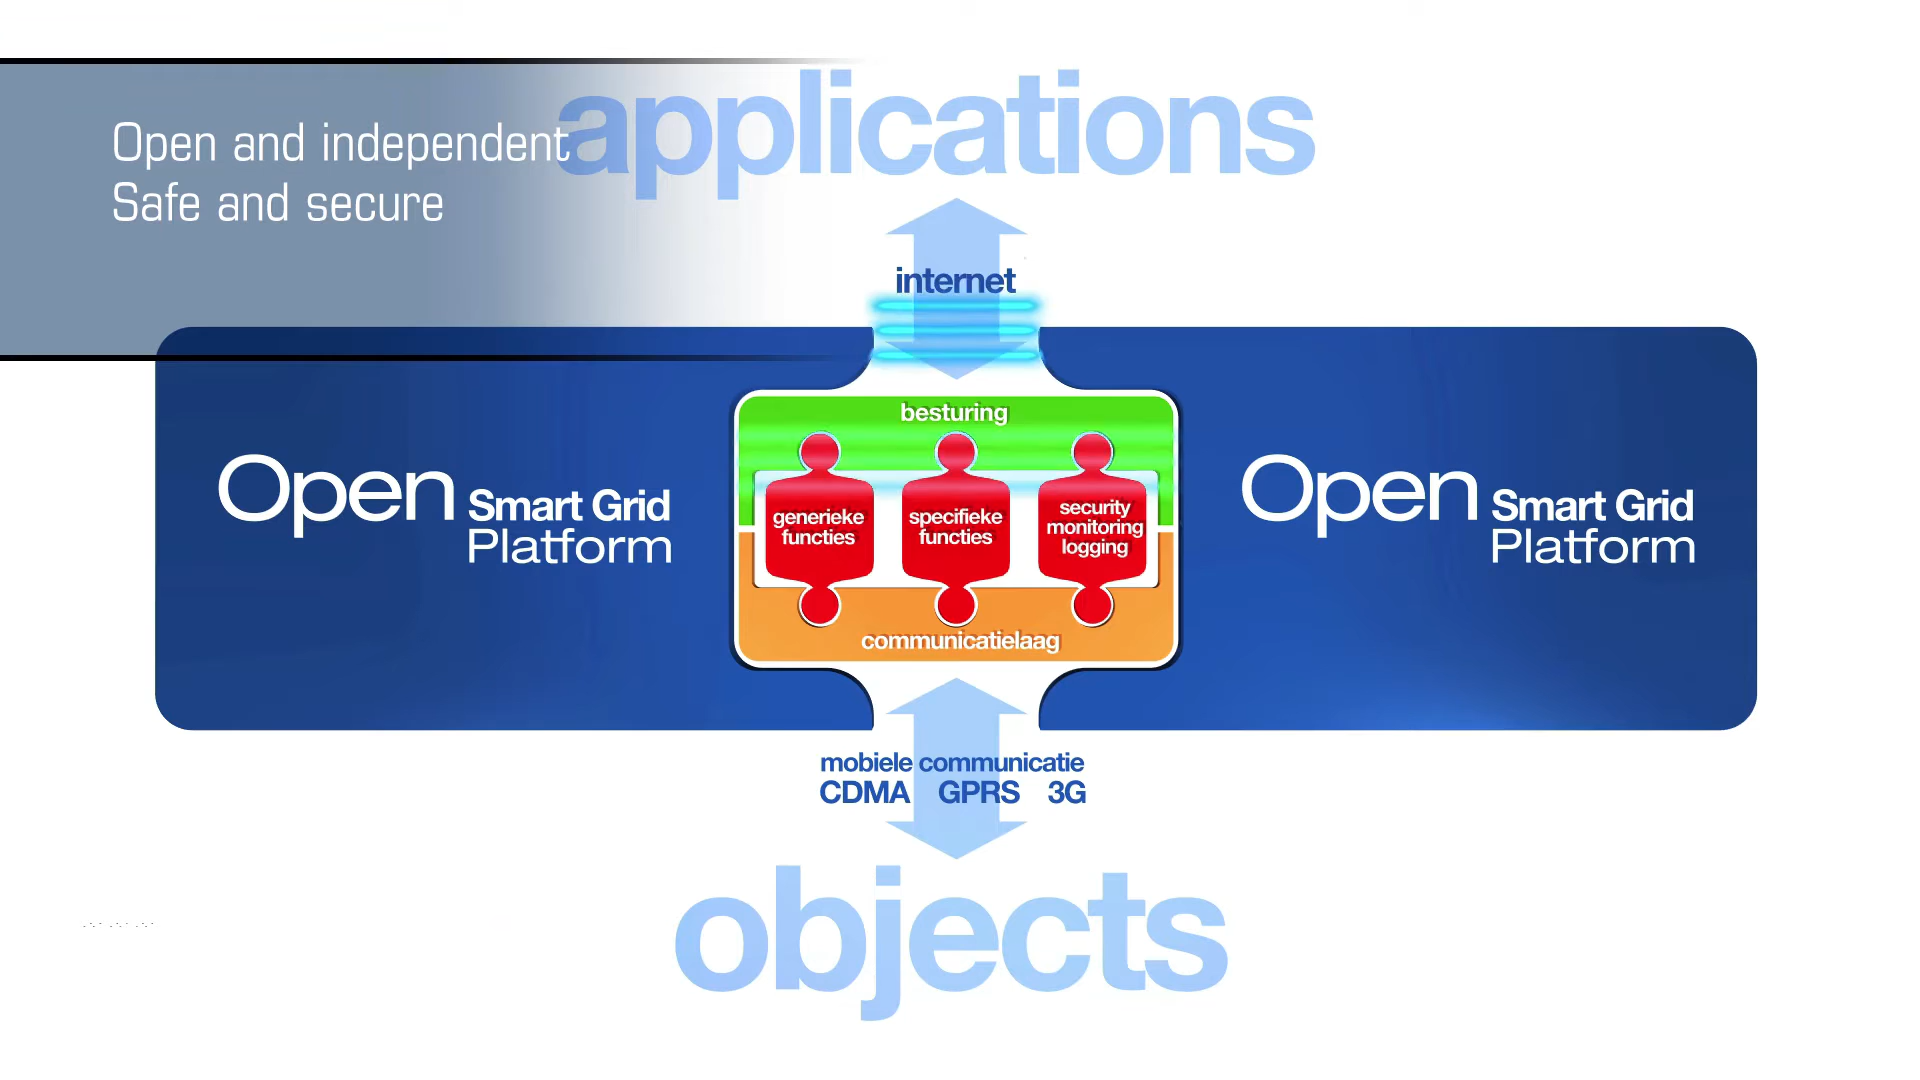 applications
Open and independent
Safe and secure
internet
besturing
Open Smart Grid
Platform
generieke
functies
specifieke
functies
security
monitoring
logging
Open Smart Grid
Platform
communicatielaag
mobiele communicatie
CDMA GPRS 3G
objects